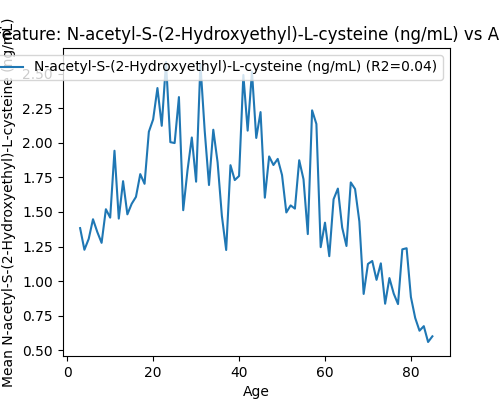 eature: N-acetyl-S-(2-Hydroxyethyl)-L-cysteine (ng/mL) vs A
N-acetyl-S-(2-Hydroxyethyl)-L-cysteine (ng/mL) (R2=0.04)
Mean N-acetyl-S-(2-Hydroxyethyl)-L-cysteine (ng/mL)
2.50
2.25
2.00
1.75
1.50
1.25
1.00
0.75
0.50
0 20 40 60 80
Age